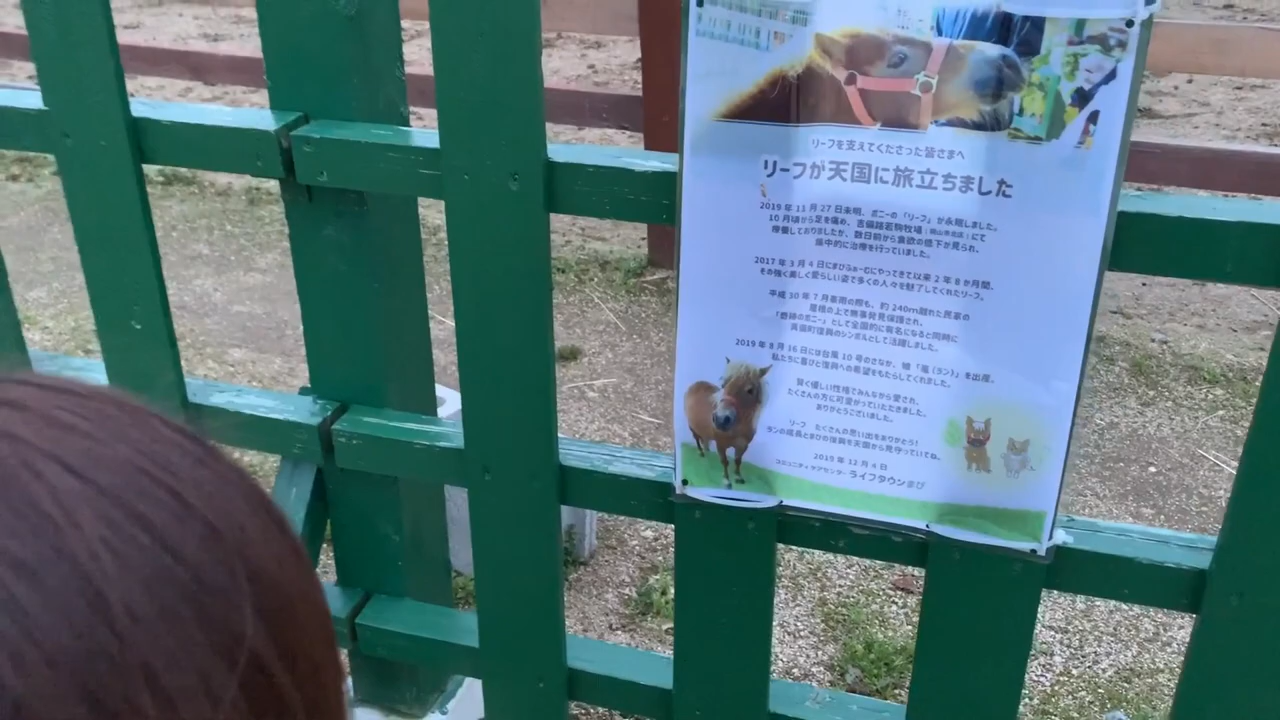 リーフを支えてくださった皆さまへ
リーフが天国に旅立ちました
2019 年 11 月 27 日未明、ポニーの「リーフ」が永眠しました。
10 月頃から足を痛め、吉備路若駒牧場（岡山市北区）にて
療養しておりましたが、数日前から食欲の低下が見られ、
集中的に治療を行っていました。
2017 年 3 月 4 日にまびふぁーむにやってきて以来 2 年 8 か月間、
その強く美しく愛らしい姿で多くの人々を魅了してくれたリーフ。
平成 30 年 7 月豪雨の際も、約 240m離れた民家の
屋根の上で無事発見保護され、
「奇跡のポニー」として全国的に有名になると同時に
真備町復興のシンボルとして活躍しました。
2019 年 8 月 16 日には台風 10 号のさなか、娘「嵐（ラン）」を出産。
私たちに喜びと復興への希望をもたらしてくれました。
賢く優しい性格でみんなから愛され、
たくさんの方に可愛がっていただきました。
ありがとうございました。
リーフ　たくさんの思い出をありがとう！
ランの成長とまびの復興を天国から見守っていてね。
2019 年 12 月 4 日
コミュニティケアセンター ライフタウンまび